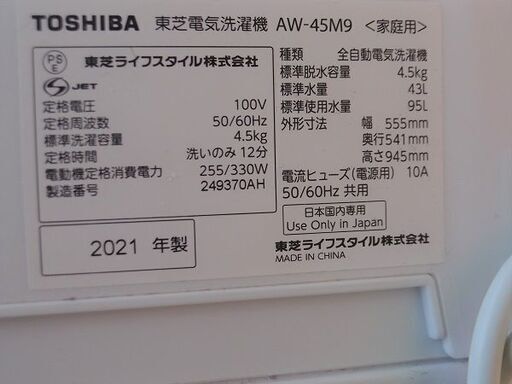 TOSHIBA 東芝電気洗濯機 AW-45M9 <家庭用>
PS
E
東芝ライフスタイル株式会社
S JET
定格電圧 100V
定格周波数 50/60Hz
標準洗濯容量 4.5kg
定格時間 洗いのみ 12分
電動機定格消費電力 255/330W
製造番号 249370AH
2021 年製
種類 全自動電気洗濯機
標準脱水容量 4.5kg
標準水量 43L
標準使用水量 95L
外形寸法 幅 555mm
奥行541mm
高さ945mm
電流ヒューズ(電源用) 10A
50/60Hz 共用
日本国内専用
Use Only in Japan
東芝ライフスタイル株式会社
MADE IN CHINA